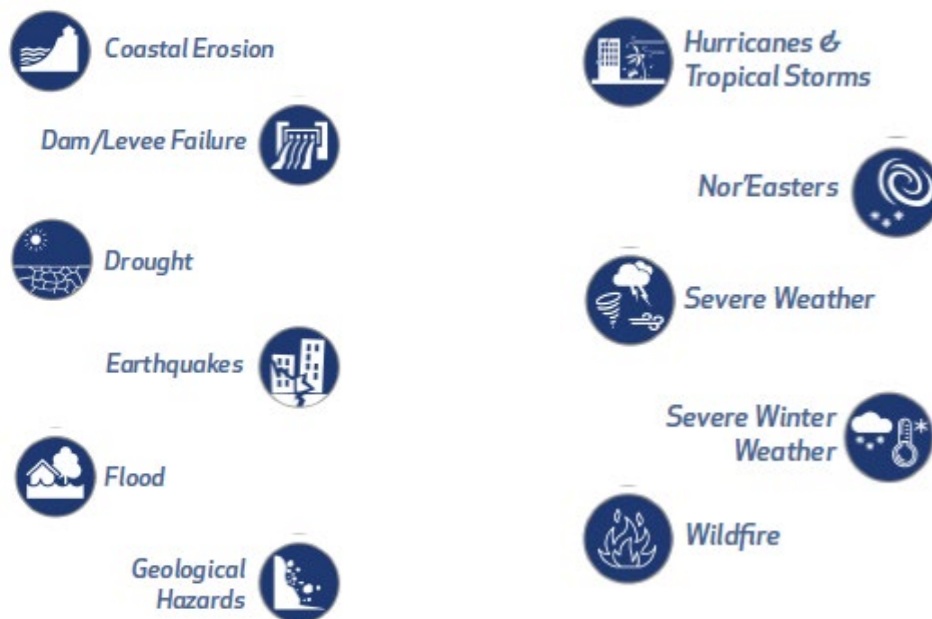 Coastal Erosion
Dam/Levee Failure
Drought
Earthquakes
Flood
Geological
Hazards
Hurricanes &
Tropical Storms
Nor'Easters
Severe Weather
Severe Winter
Weather
Wildfire